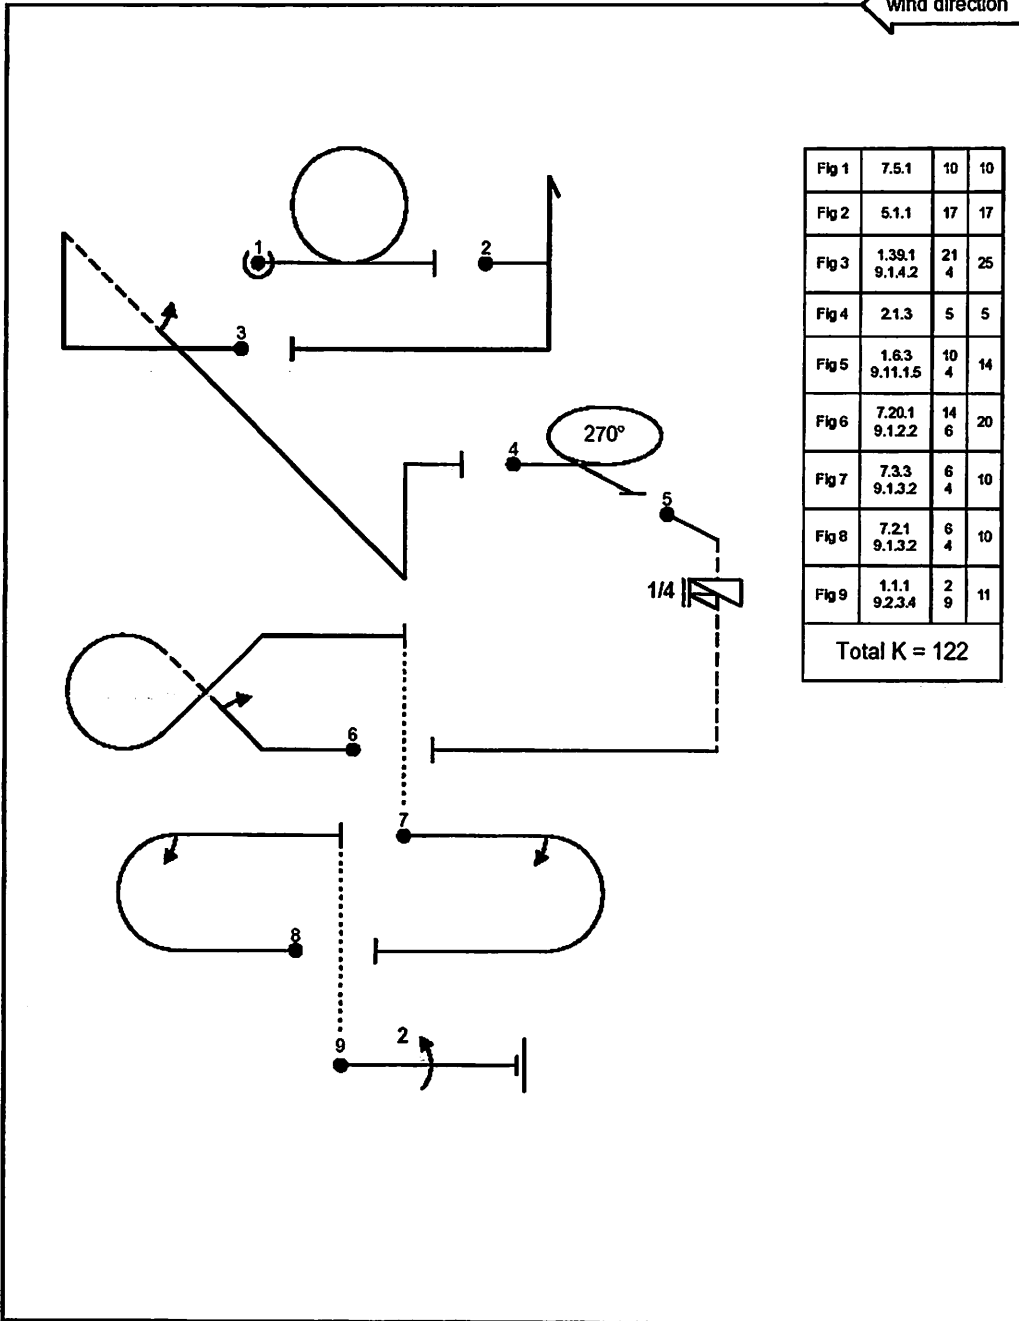 wind direction
1
2
3
4
270°
5
1/4
6
7
8
9
2
Fig 1 7.5.1 10 10
Fig 2 5.1.1 17 17
Fig 3 1.39.1 21 25
9.1.4.2 4
Fig 4 2.1.3 5 5
Fig 5 1.6.3 10 14
9.11.1.5 4
Fig 6 7.20.1 14 20
9.1.2.2 6
Fig 7 7.3.3 6 10
9.1.3.2 4
Fig 8 7.2.1 6 10
9.1.3.2 4
Fig 9 1.1.1 2 11
9.2.3.4 9
Total K = 122